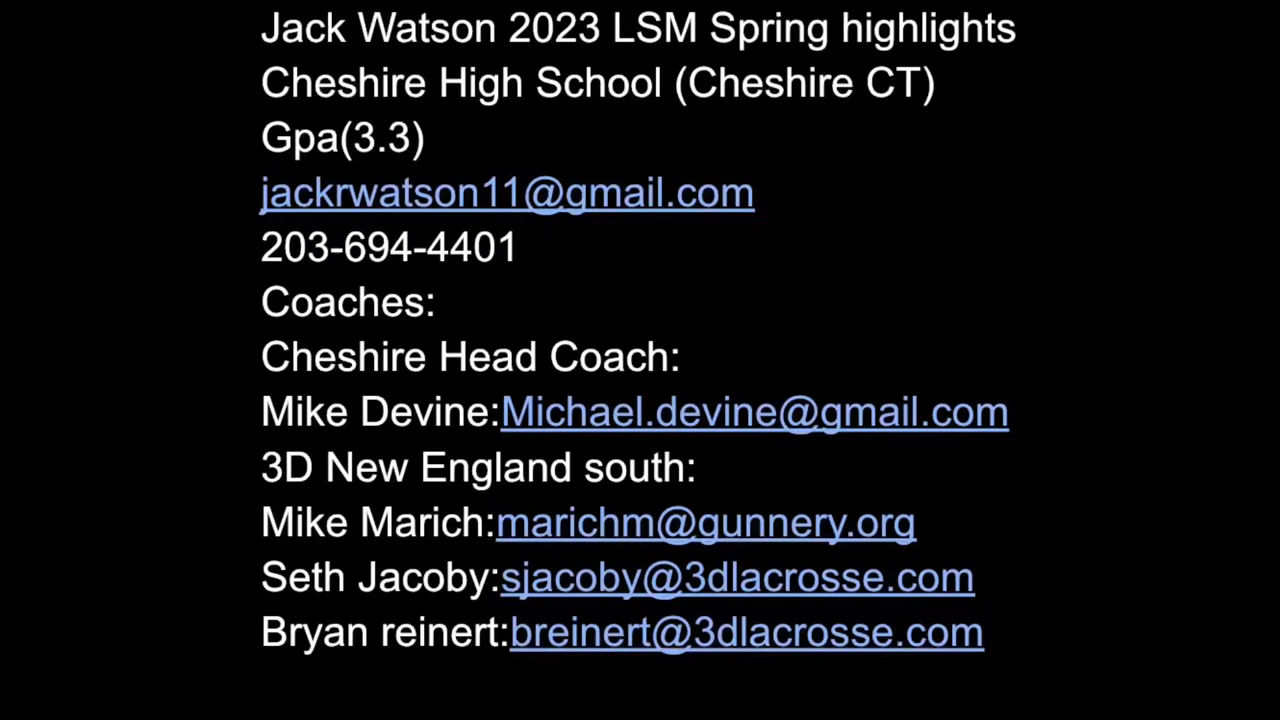 Jack Watson 2023 LSM Spring highlights
Cheshire High School (Cheshire CT)
Gpa(3.3)
jackrwatson11@gmail.com
203-694-4401
Coaches:
Cheshire Head Coach:
Mike Devine:Michael.devine@gmail.com
3D New England south:
Mike Marich:marichm@gunnery.org
Seth Jacoby:sjacoby@3dlacrosse.com
Bryan reinert:breinert@3dlacrosse.com